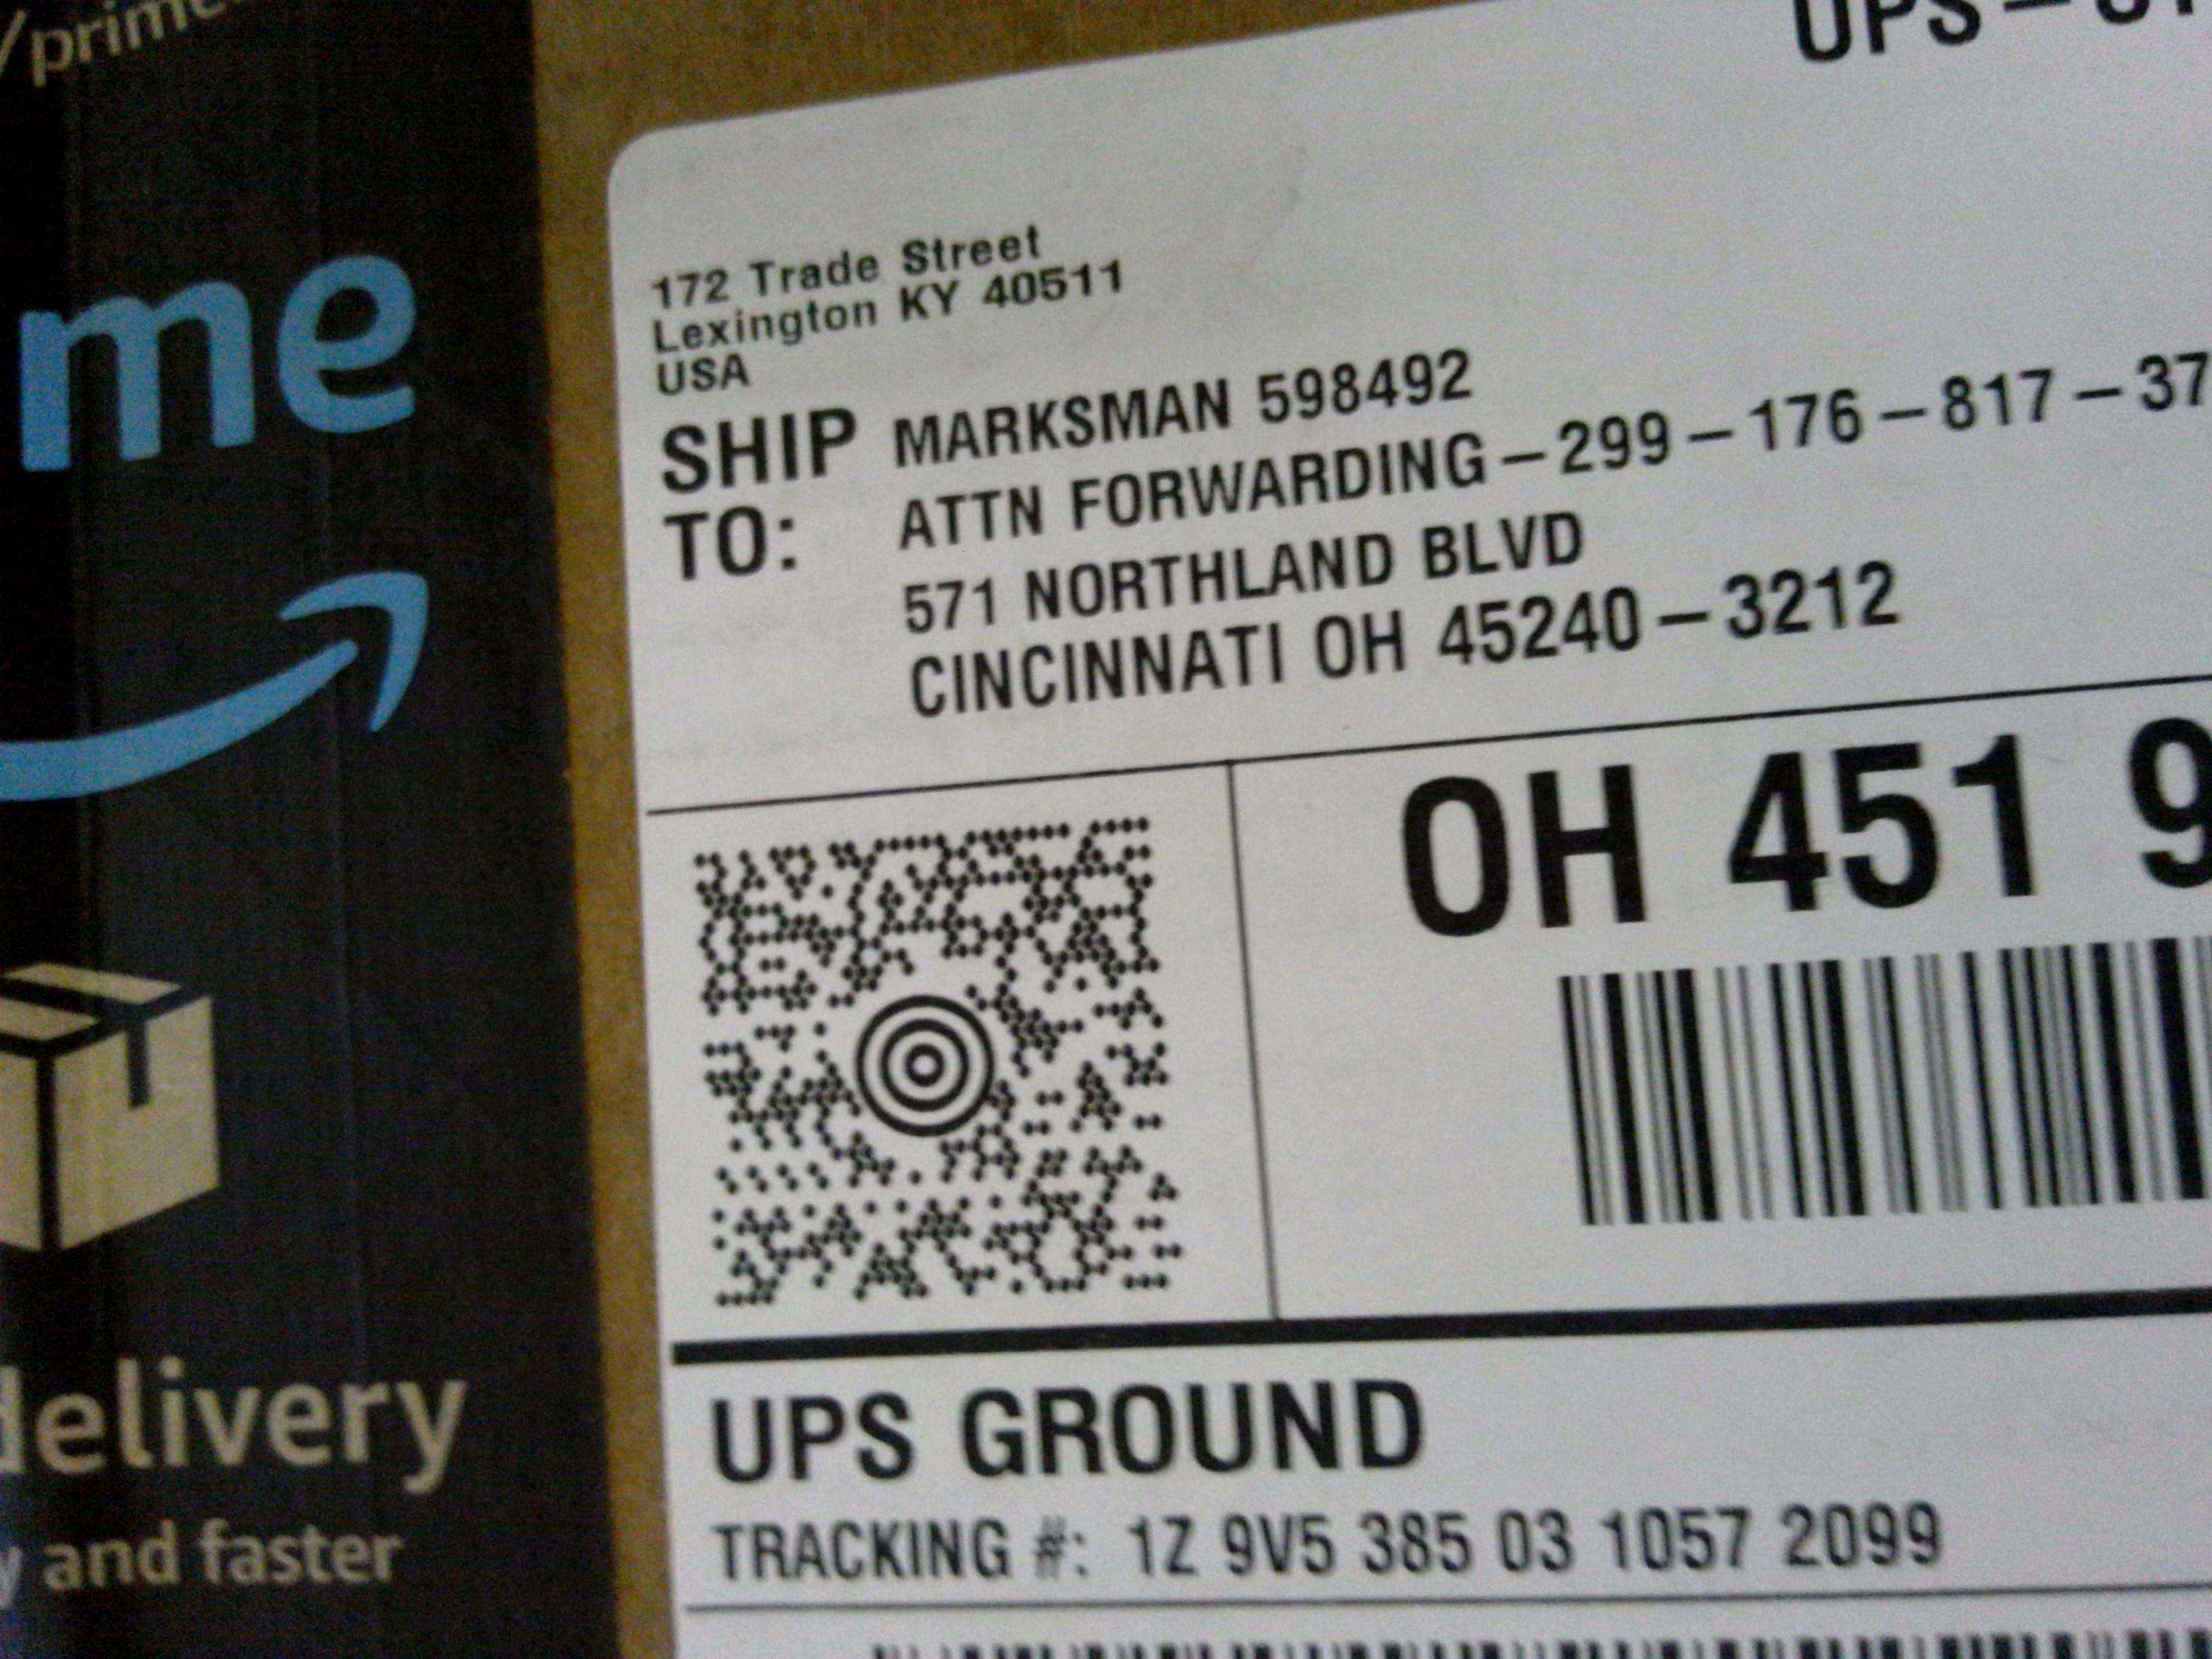 /prime
me
delivery
y and faster
UPS
172 Trade Street
Lexington KY 40511
USA
SHIP TO:
MARKSMAN 598492
ATTN FORWARDING-299-176-817-37
571 NORTHLAND BLVD
CINCINNATI OH 45240-3212
OH 451 9
UPS GROUND
TRACKING #: 1Z 9V5 385 03 1057 2099